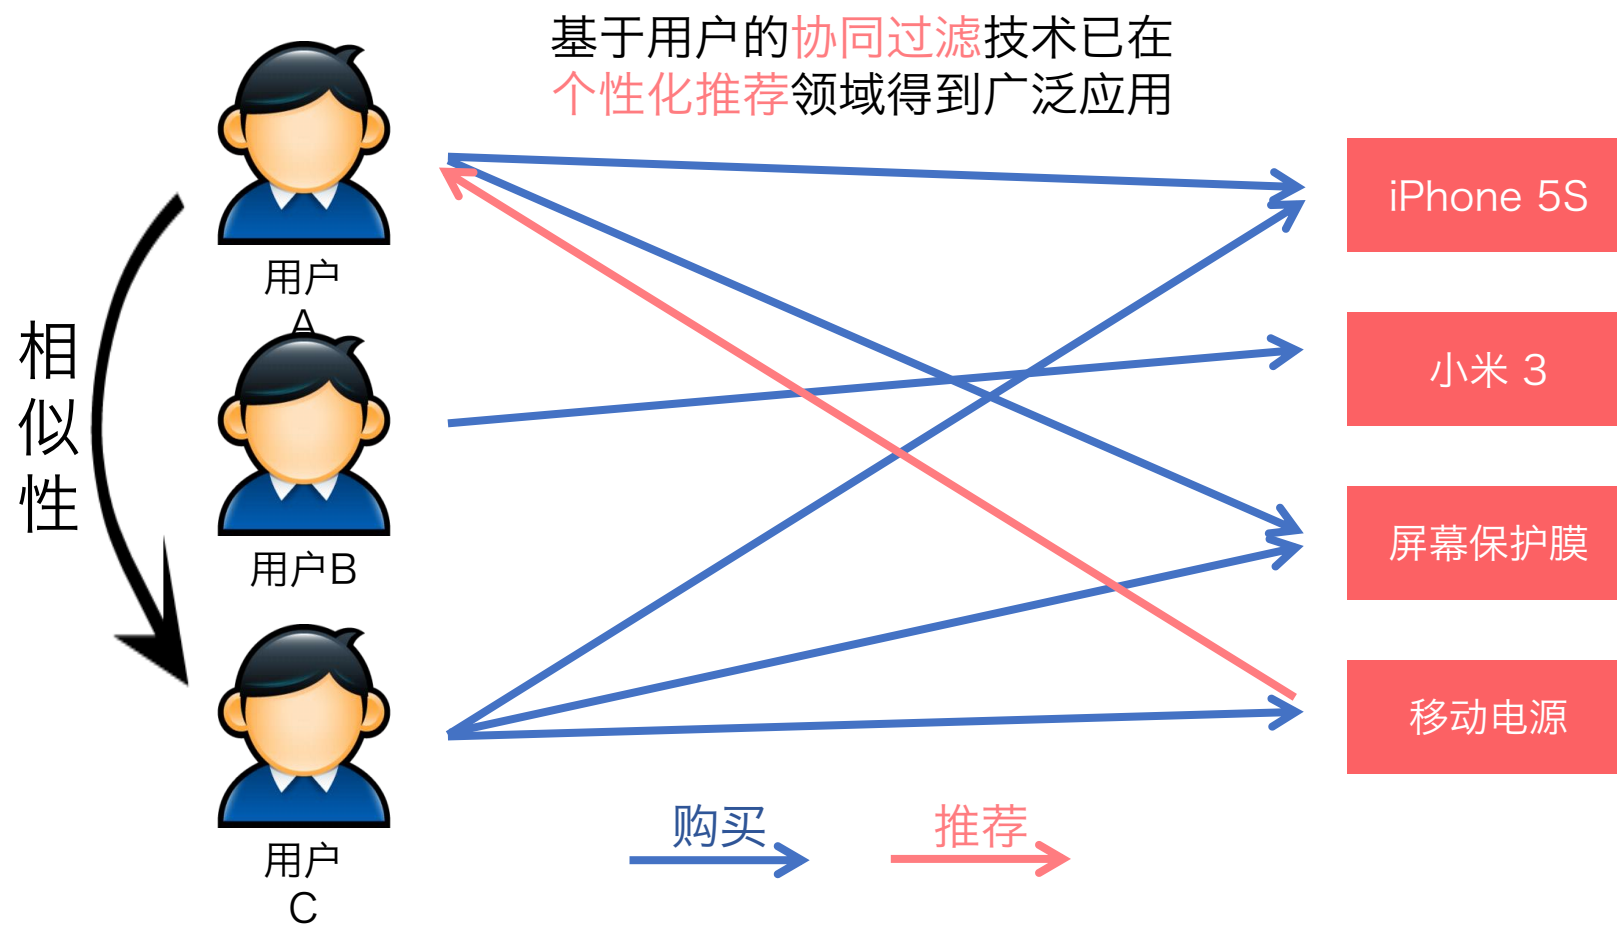 基于用户的协同过滤技术已在
个性化推荐领域得到广泛应用
iPhone 5S
用户
A
小米 3
相
似
性
屏幕保护膜
用户B
移动电源
购买
推荐
用户
C